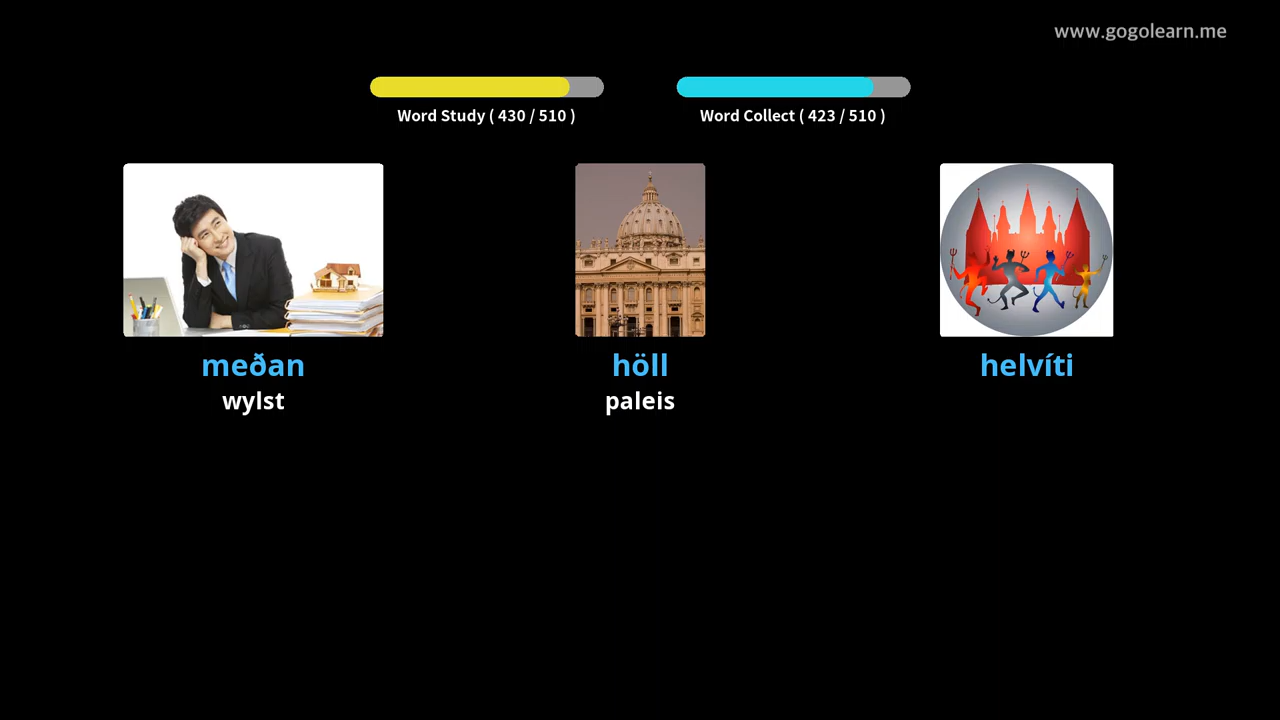 www.gogolearn.me
Word Study ( 430 / 510 )
Word Collect ( 423 / 510 )
meðan
wylst
höll
paleis
helvíti